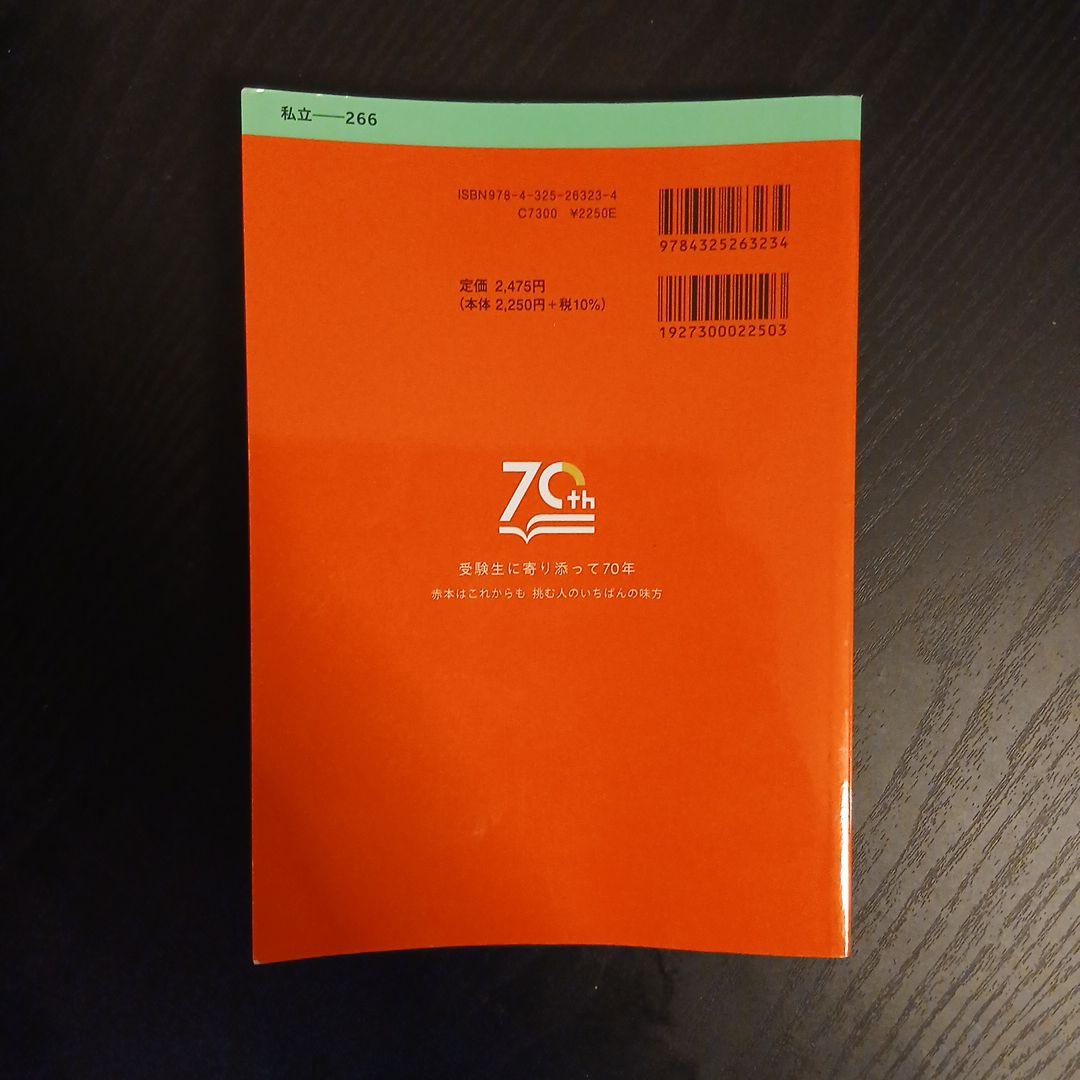 私立――266
ISBN978-4-325-26323-4
C7300 ¥2250E
9784325263234
定価 2,475円
(本体 2,250円+税10%)
1927300022503
70th
受験生に寄り添って70年
赤本はこれからも 挑む人のいちばんの味方